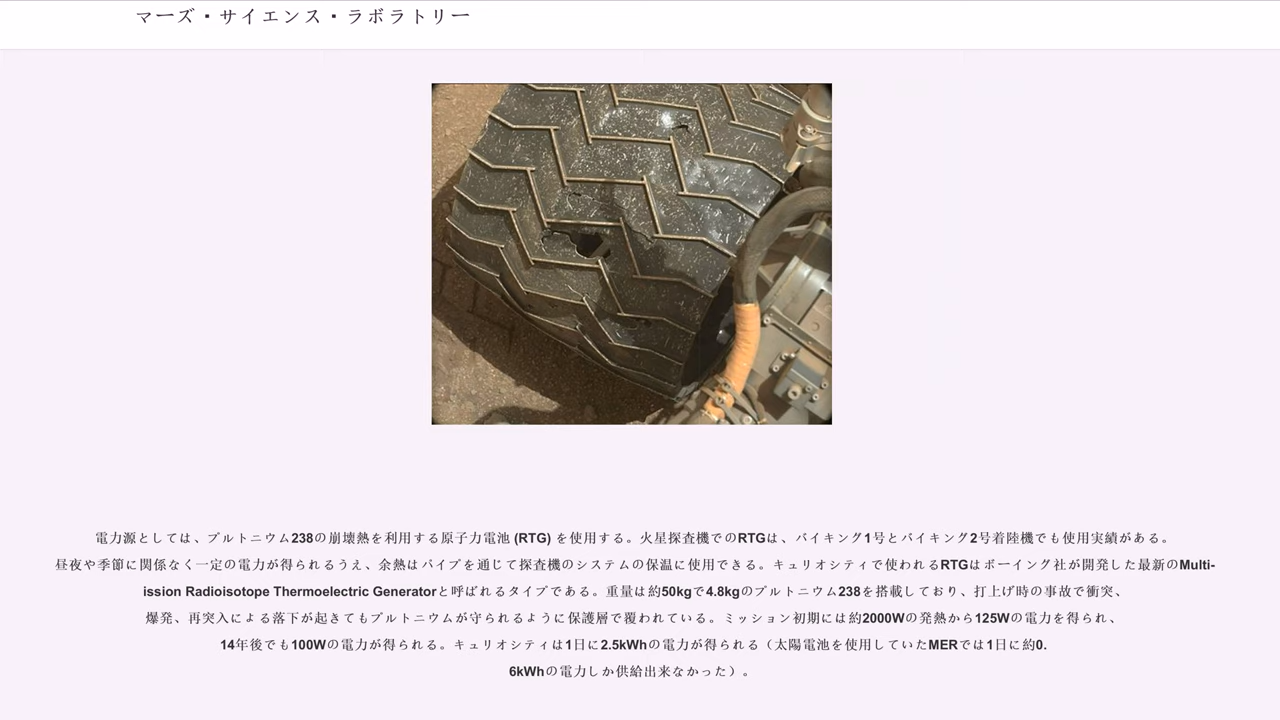 マーズ・サイエンス・ラボラトリー
電力源としては、プルトニウム238の崩壊熱を利用する原子力電池 (RTG) を使用する。火星探査機でのRTGは、バイキング1号とバイキング2号着陸機でも使用実績がある。
昼夜や季節に関係なく一定の電力が得られるうえ、余熱はパイプを通じて探査機のシステムの保温に使用できる。キュリオシティで使われるRTGはボーイング社が開発した最新のMulti-
ission Radioisotope Thermoelectric Generatorと呼ばれるタイプである。重量は約50kgで4.8kgのプルトニウム238を搭載しており、打上げ時の事故で衝突、
爆発、再突入による落下が起きてもプルトニウムが守られるように保護層で覆われている。ミッション初期には約2000Wの発熱から125Wの電力を得られ、
14年後でも100Wの電力が得られる。キュリオシティは1日に2.5kWhの電力が得られる（太陽電池を使用していたMERでは1日に約0.
6kWhの電力しか供給出来なかった）。